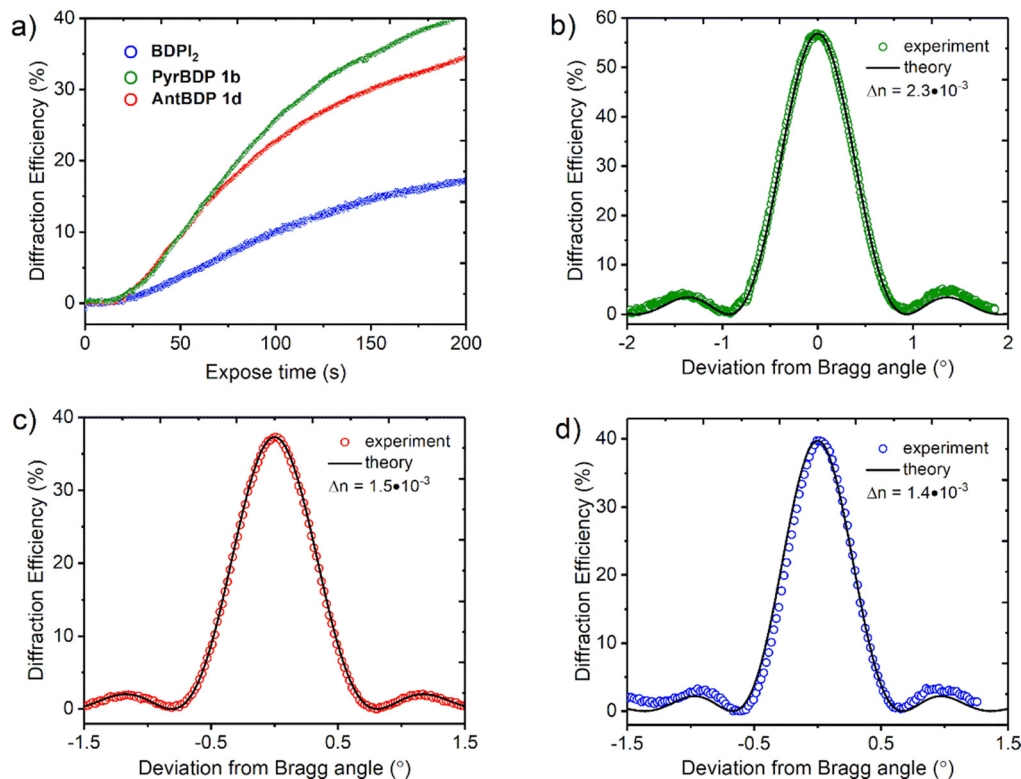 a)
BDPI₂
PyrBDP 1b
AntBDP 1d
Diffraction Efficiency (%)
40
30
20
10
0
0
50
100
150
200
Expose time (s)
b)
experiment
theory
Δn = 2.3•10⁻³
Diffraction Efficiency (%)
60
50
40
30
20
10
0
-2
-1
0
1
2
Deviation from Bragg angle (°)
c)
experiment
theory
Δn = 1.5•10⁻³
Diffraction Efficiency (%)
40
30
20
10
0
-1.5
-0.5
0.5
1.5
Deviation from Bragg angle (°)
d)
experiment
theory
Δn = 1.4•10⁻³
Diffraction Efficiency (%)
40
30
20
10
0
-1.5
-0.5
0.5
1.5
Deviation from Bragg angle (°)